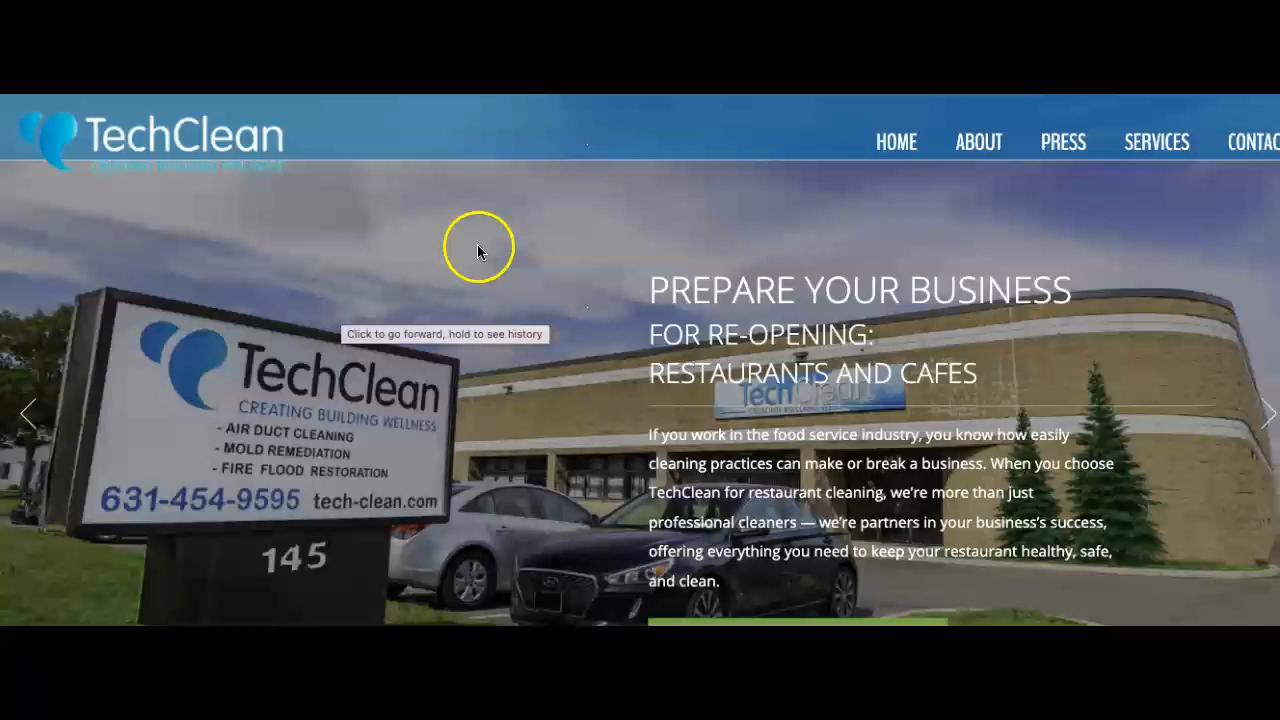 TechClean
HOME ABOUT PRESS SERVICES CONTAC
PREPARE YOUR BUSINESS
FOR RE-OPENING:
RESTAURANTS AND CAFES
Click to go forward, hold to see history
TechClean
CREATING BUILDING WELLNESS
- AIR DUCT CLEANING
- MOLD REMEDIATION
- FIRE FLOOD RESTORATION
631-454-9595 tech-clean.com
145
TechClean
If you work in the food service industry, you know how easily
cleaning practices can make or break a business. When you choose
TechClean for restaurant cleaning, we're more than just
professional cleaners — we're partners in your business's success,
offering everything you need to keep your restaurant healthy, safe,
and clean.